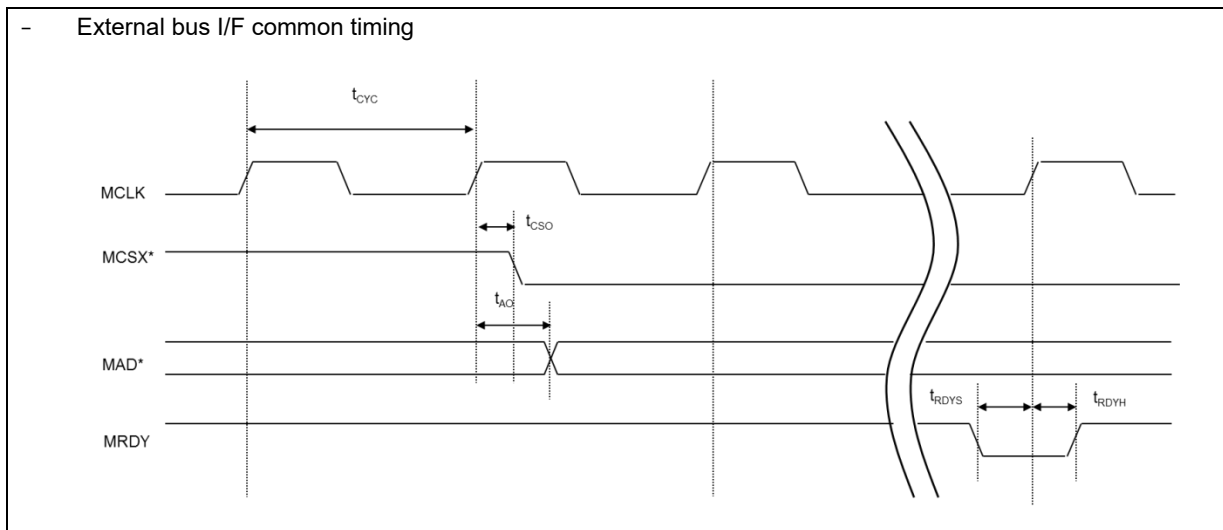 – External bus I/F common timing
tCYC
MCLK
tCSO
MCSX*
tAO
MAD*
tRDYS
tRDYH
MRDY